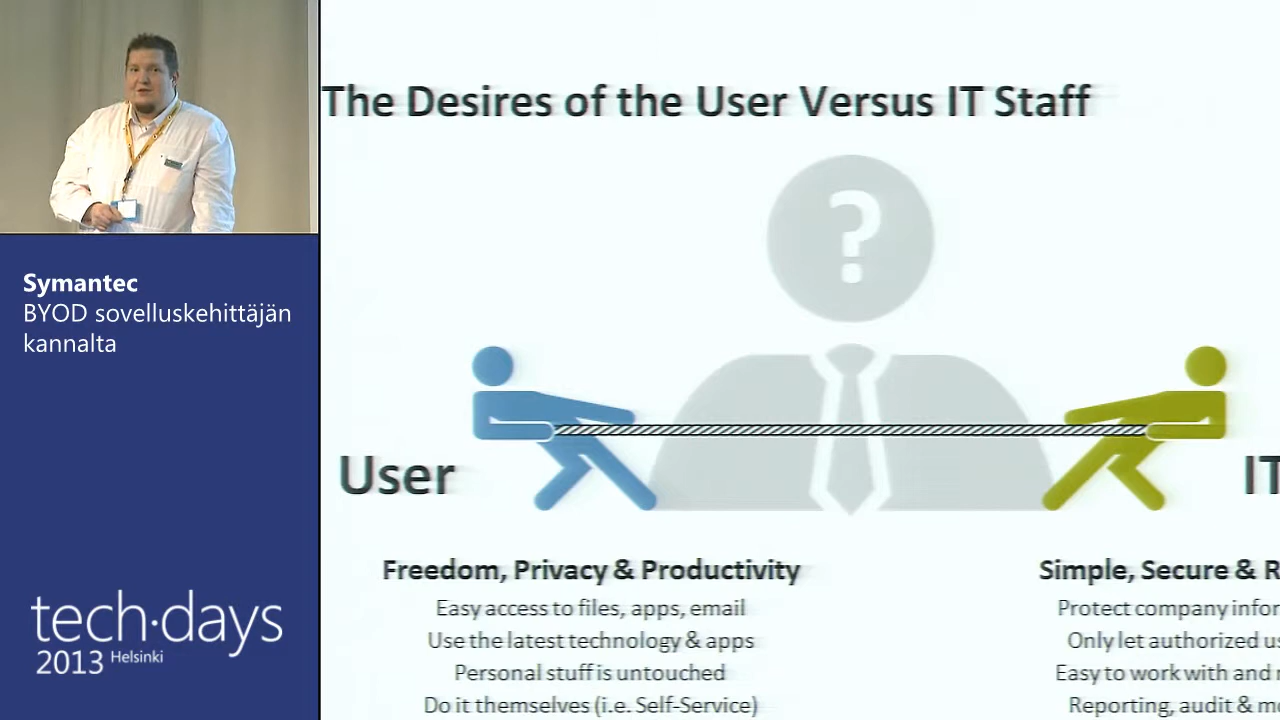 The Desires of the User Versus IT Staff
?
Symantec
BYOD sovelluskehittäjän
kannalta
User
IT
Freedom, Privacy & Productivity
Easy access to files, apps, email
Use the latest technology & apps
Personal stuff is untouched
Do it themselves (i.e. Self-Service)
Simple, Secure &
Protect company
Only let authorized
Easy to work with and
Reporting, audit &
tech·days
2013 Helsinki